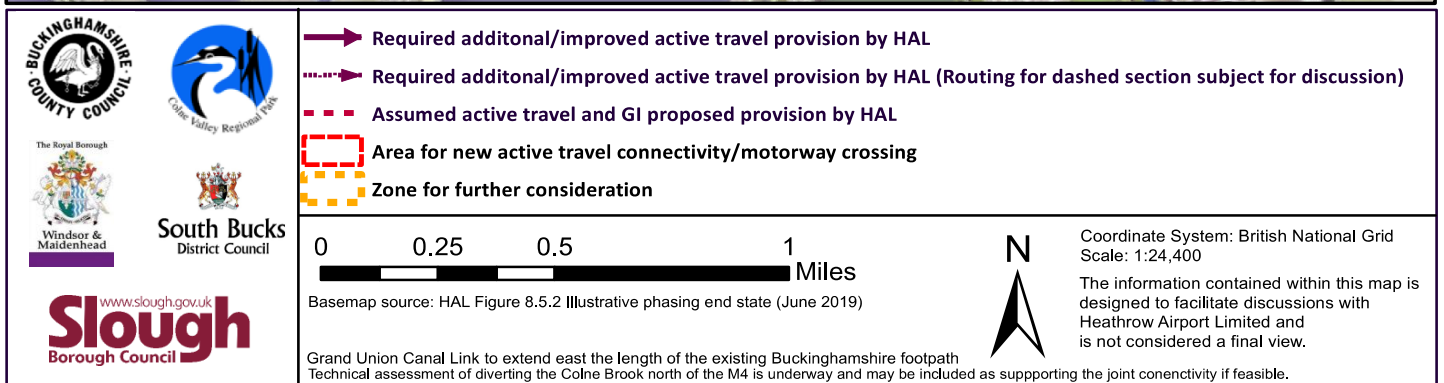 BUCKINGHAMSHIRE
COUNTY COUNCIL
Colne Valley Regional Park
The Royal Borough
Windsor &
Maidenhead
South Bucks
District Council
www.slough.gov.uk
Slough
Borough Council
Required additonal/improved active travel provision by HAL
Required additonal/improved active travel provision by HAL (Routing for dashed section subject for discussion)
Assumed active travel and GI proposed provision by HAL
Area for new active travel connectivity/motorway crossing
Zone for further consideration
0 0.25 0.5 1
Miles
Basemap source: HAL Figure 8.5.2 Illustrative phasing end state (June 2019)
Grand Union Canal Link to extend east the length of the existing Buckinghamshire footpath
Technical assessment of diverting the Colne Brook north of the M4 is underway and may be included as suppporting the joint conenctivity if feasible.
N
Coordinate System: British National Grid
Scale: 1:24,400
The information contained within this map is
designed to facilitate discussions with
Heathrow Airport Limited and
is not considered a final view.